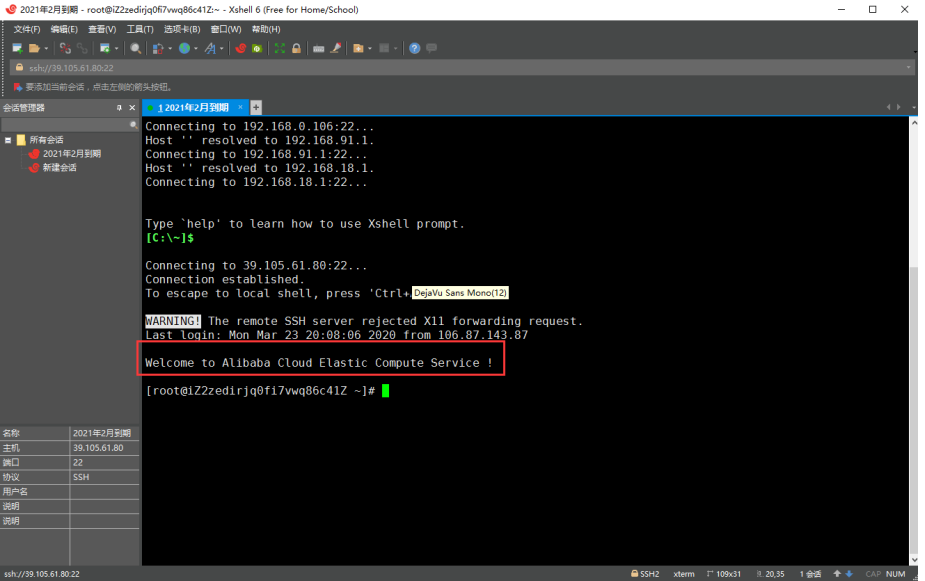 2021年2月到期 - root@iZ2zedirjq0fi7vwq86c41Z:~ - Xshell 6 (Free for Home/School)
文件(F) 编辑(E) 查看(V) 工具(T) 选项卡(B) 窗口(W) 帮助(H)
ssh://39.105.61.80:22
要添加当前会话，点击左侧的箭头按钮。
会话管理器
1 2021年2月到期
所有会话
2021年2月到期
新建会话
Connecting to 192.168.0.106:22...
Host '' resolved to 192.168.91.1.
Connecting to 192.168.91.1:22...
Host '' resolved to 192.168.18.1.
Connecting to 192.168.18.1:22...
Type `help' to learn how to use Xshell prompt.
[C:\~]$
Connecting to 39.105.61.80:22...
Connection established.
To escape to local shell, press 'Ctrl+
DejaVu Sans Mono(12)
WARNING! The remote SSH server rejected X11 forwarding request.
Last login: Mon Mar 23 20:08:06 2020 from 106.87.143.87
Welcome to Alibaba Cloud Elastic Compute Service !
[root@iZ2zedirjq0fi7vwq86c41Z ~]#
名称 2021年2月到期
主机 39.105.61.80
端口 22
协议 SSH
用户名
说明
说明
ssh://39.105.61.80:22
SSH2 xterm 109x31 20,35 1 会话 CAP NUM